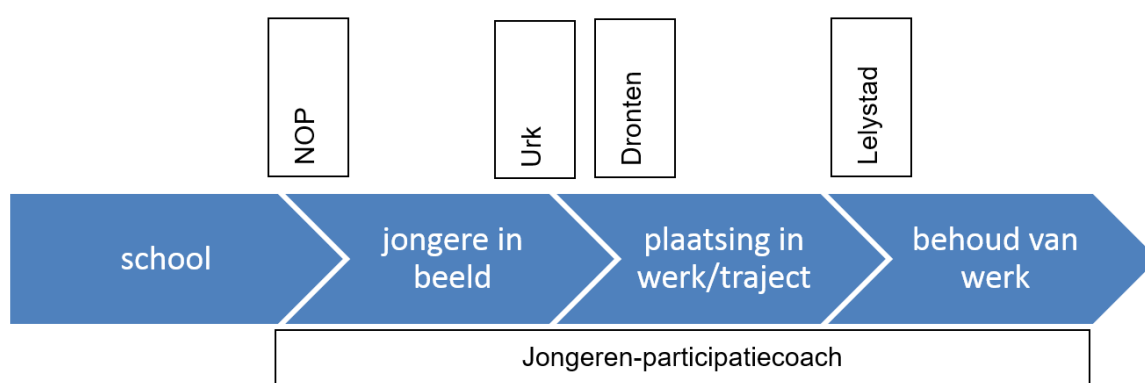 NOP
Urk
Dronten
Lelystad
school
jongere in
beeld
plaatsing in
werk/traject
behoud van
werk
Jongeren-participatiecoach